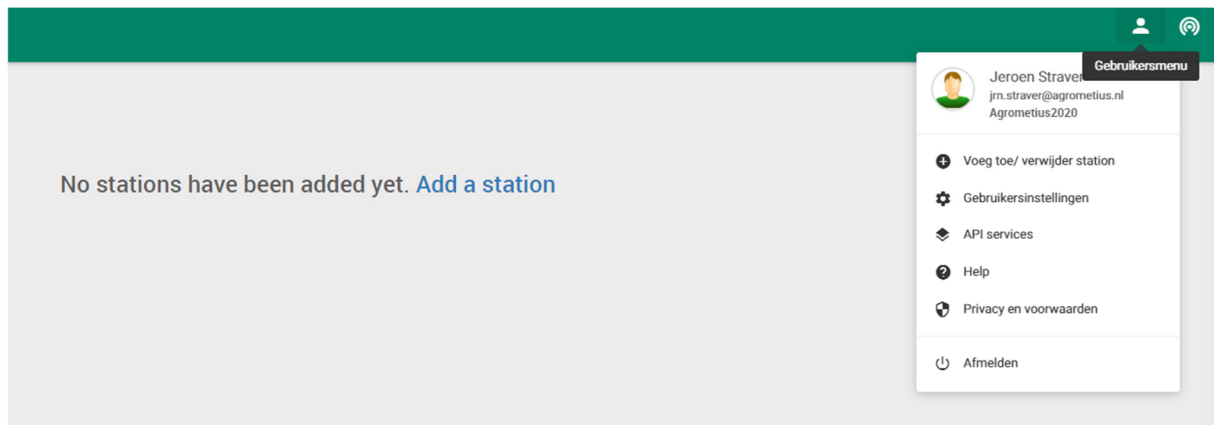 Gebruikersmenu
Jeroen Straver
jrn.straver@agrometius.nl
Agrometius2020
No stations have been added yet. Add a station
Voeg toe/ verwijder station
Gebruikersinstellingen
API services
Help
Privacy en voorwaarden
Afmelden